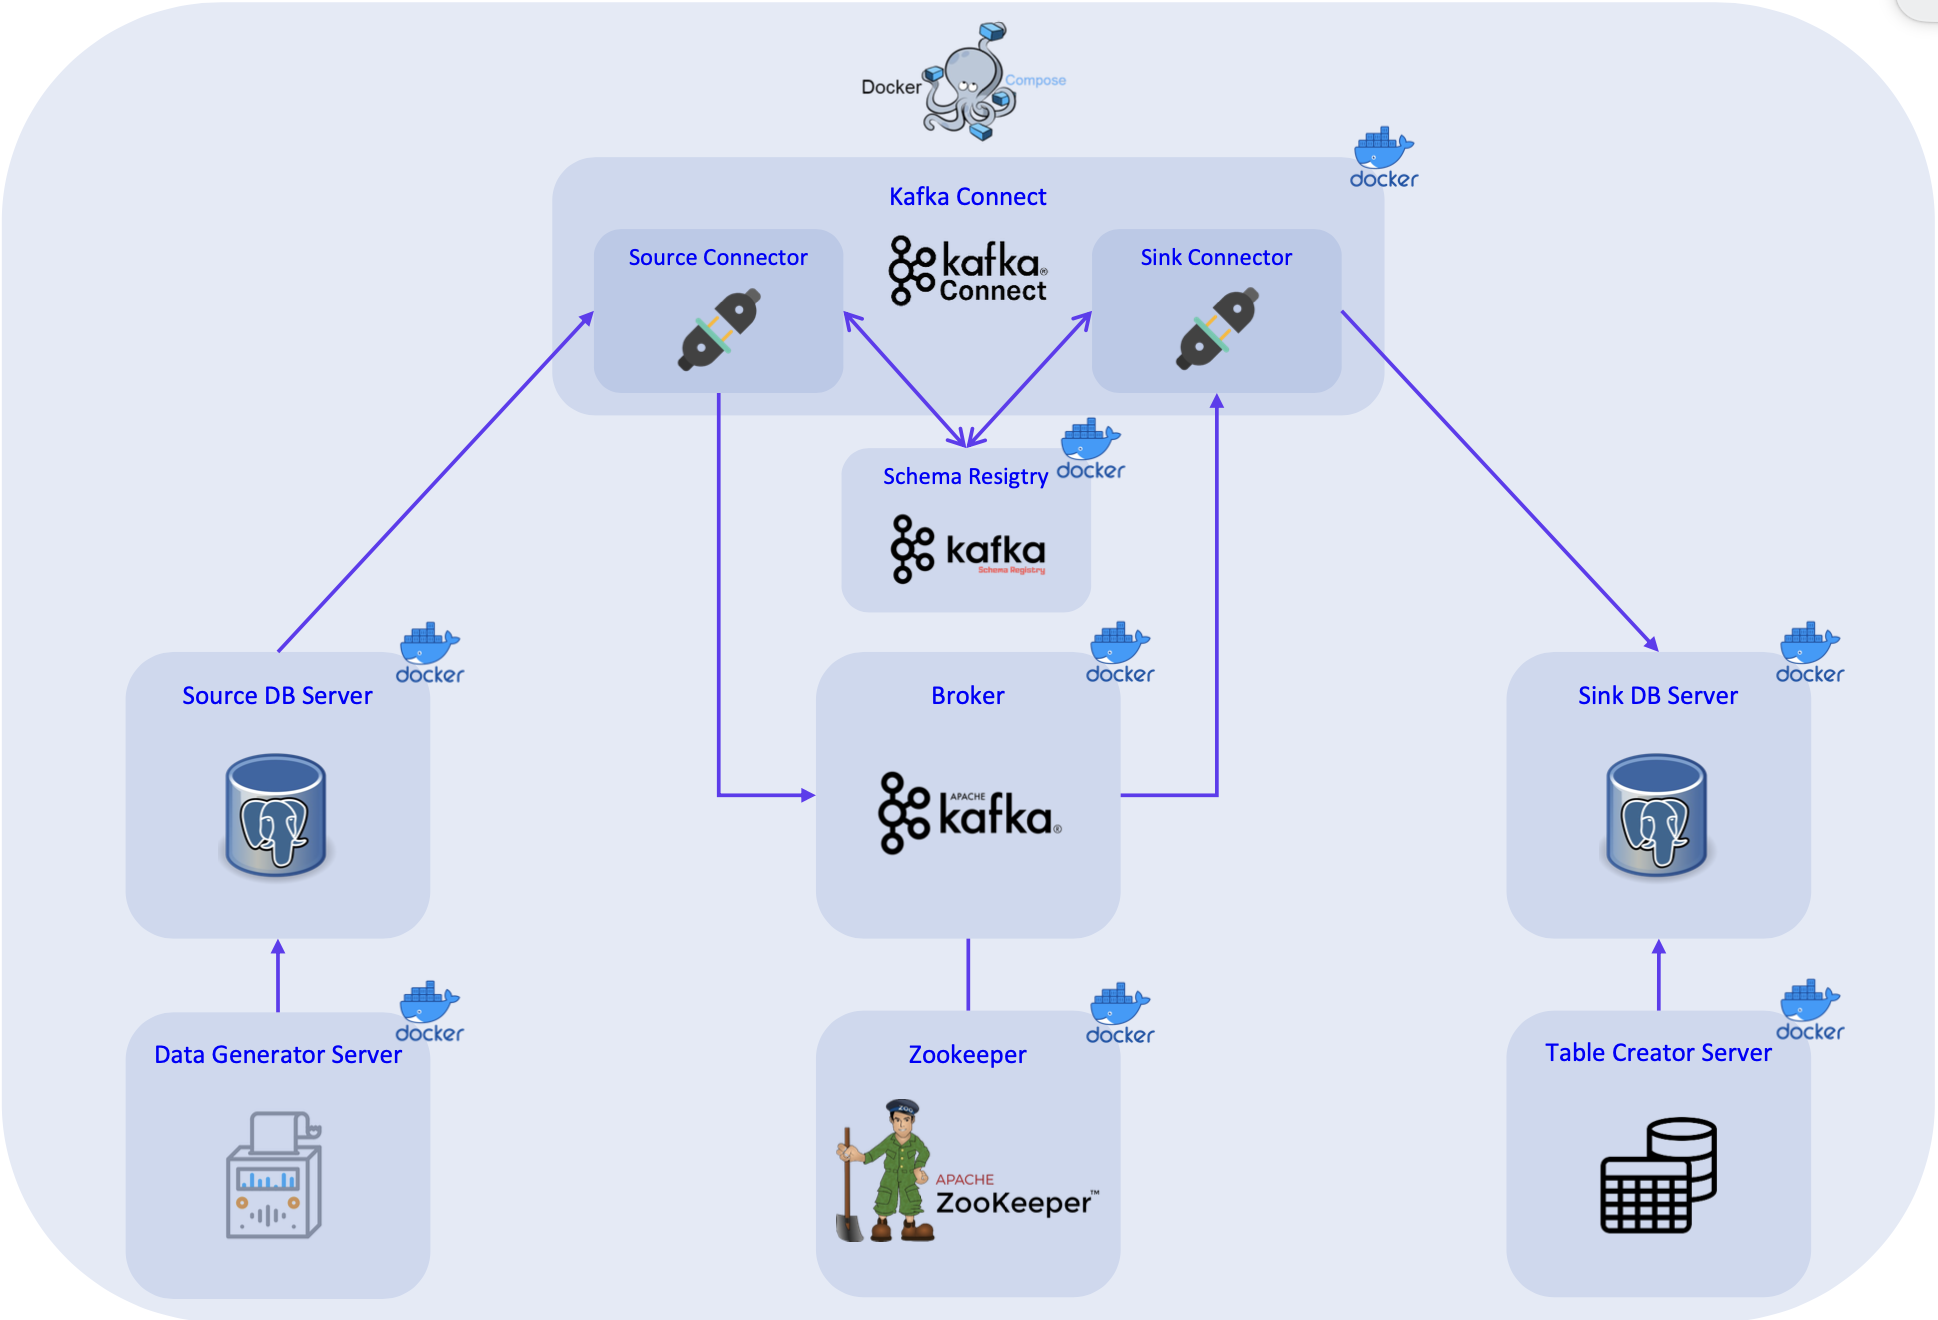 Docker
Compose
docker
Kafka Connect
Source Connector
kafka®
Connect
Sink Connector
docker
Schema Resigtry
kafka
Schema Registry
docker
Source DB Server
docker
Broker
APACHE
kafka®
docker
Sink DB Server
docker
Data Generator Server
docker
Zookeeper
ZOO
APACHE
ZooKeeper™
docker
Table Creator Server